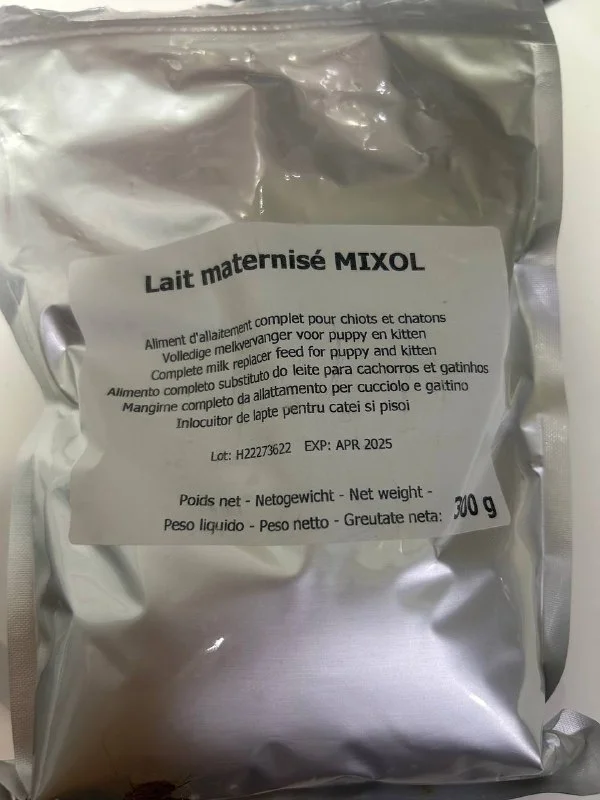 Lait maternisé MIXOL
Aliment d'allaitement complet pour chiots et chatons
Volledige melkvervanger voor puppy en kitten
Complete milk replacer feed for puppy and kitten
Alimento completo substituto do leite para cachorros et gatinhos
Mangime completo da allattamento per cucciolo e gattino
Inlocuitor de lapte pentru catei si pisoi
Lot: H22273622 EXP: APR 2025
Poids net - Netogewicht - Net weight -
Peso liquido - Peso netto - Greutate neta: 300 g